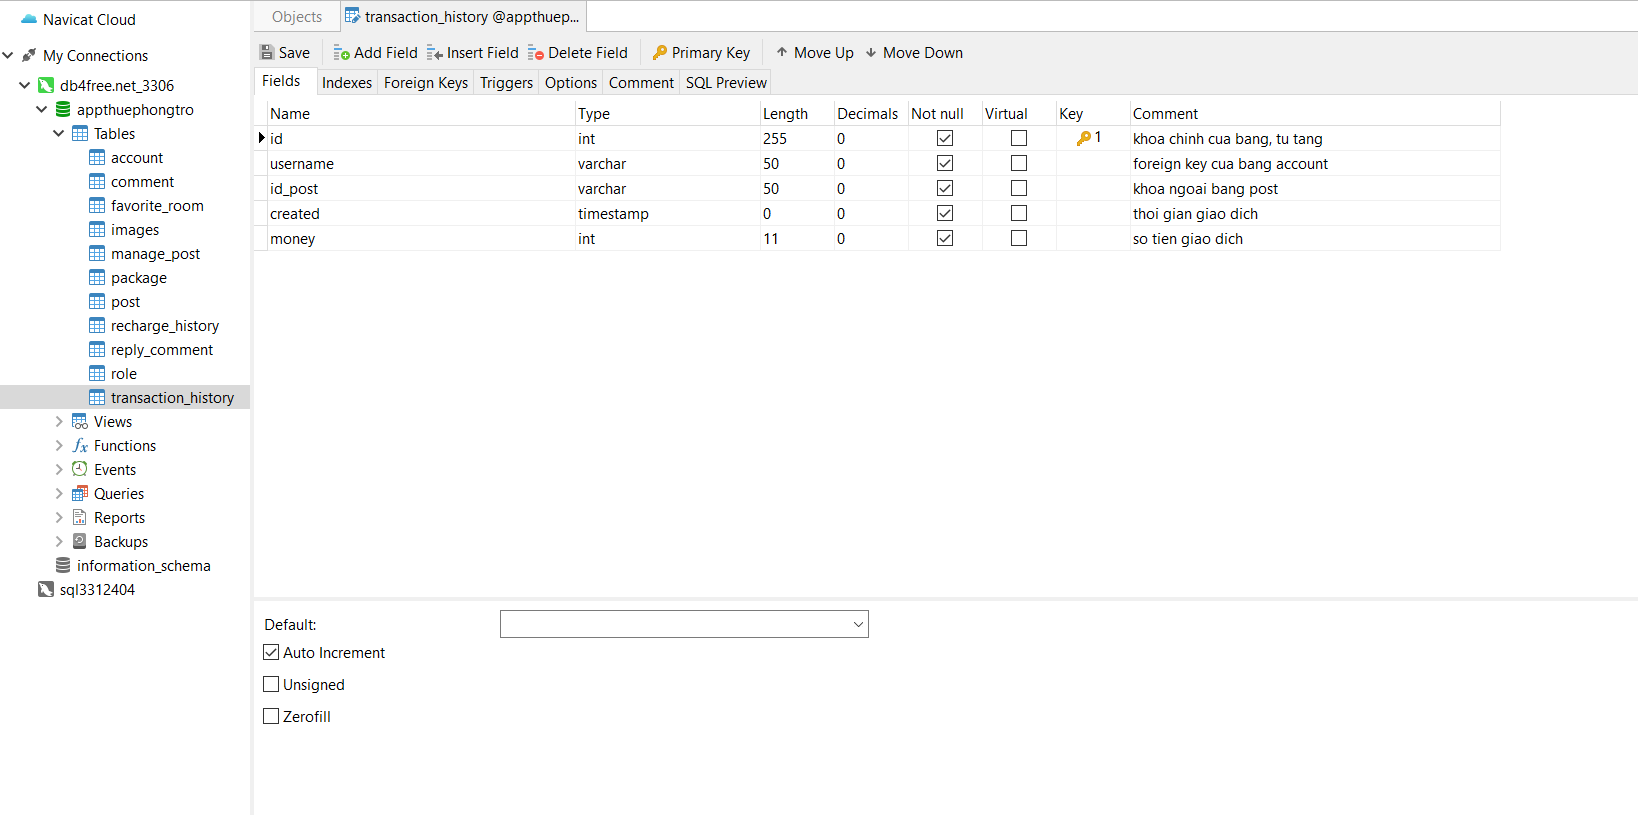 Navicat Cloud
My Connections
db4free.net_3306
appthuephongtro
Tables
account
comment
favorite_room
images
manage_post
package
post
recharge_history
reply_comment
role
transaction_history
Views
fx Functions
Events
Queries
Reports
Backups
information_schema
sql3312404
Objects transaction_history @appthuep...
Save Add Field Insert Field Delete Field Primary Key Move Up Move Down
Fields Indexes Foreign Keys Triggers Options Comment SQL Preview
Name Type Length Decimals Not null Virtual Key Comment
id int 255 0 1 khoa chinh cua bang, tu tang
username varchar 50 0 foreign key cua bang account
id_post varchar 50 0 khoa ngoai bang post
created timestamp 0 0 thoi gian giao dich
money int 11 0 so tien giao dich
Default:
Auto Increment
Unsigned
Zerofill